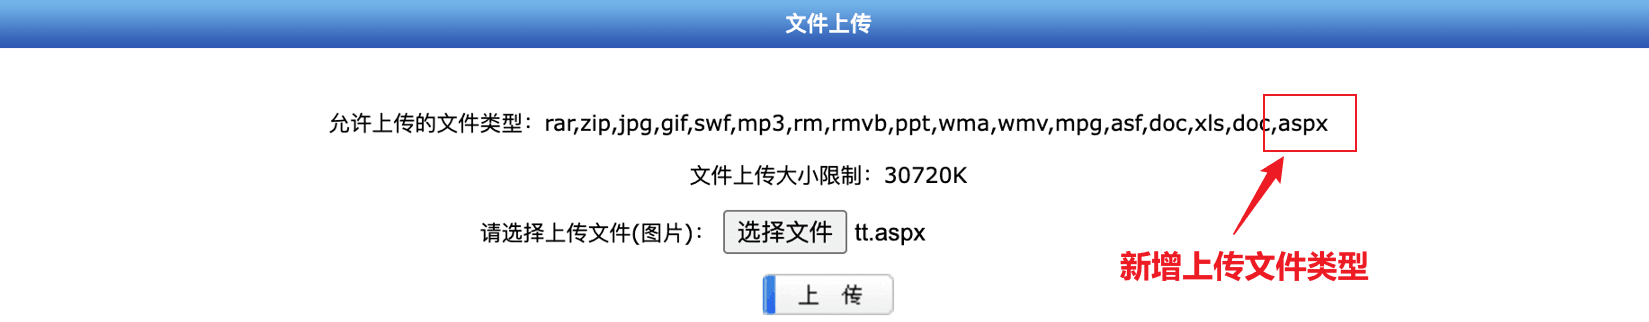 文件上传
允许上传的文件类型：rar,zip,jpg,gif,swf,mp3,rm,rmvb,ppt,wma,wmv,mpg,asf,doc,xls,doc,aspx
文件上传大小限制：30720K
请选择上传文件(图片)： 选择文件 tt.aspx
新增上传文件类型
上 传